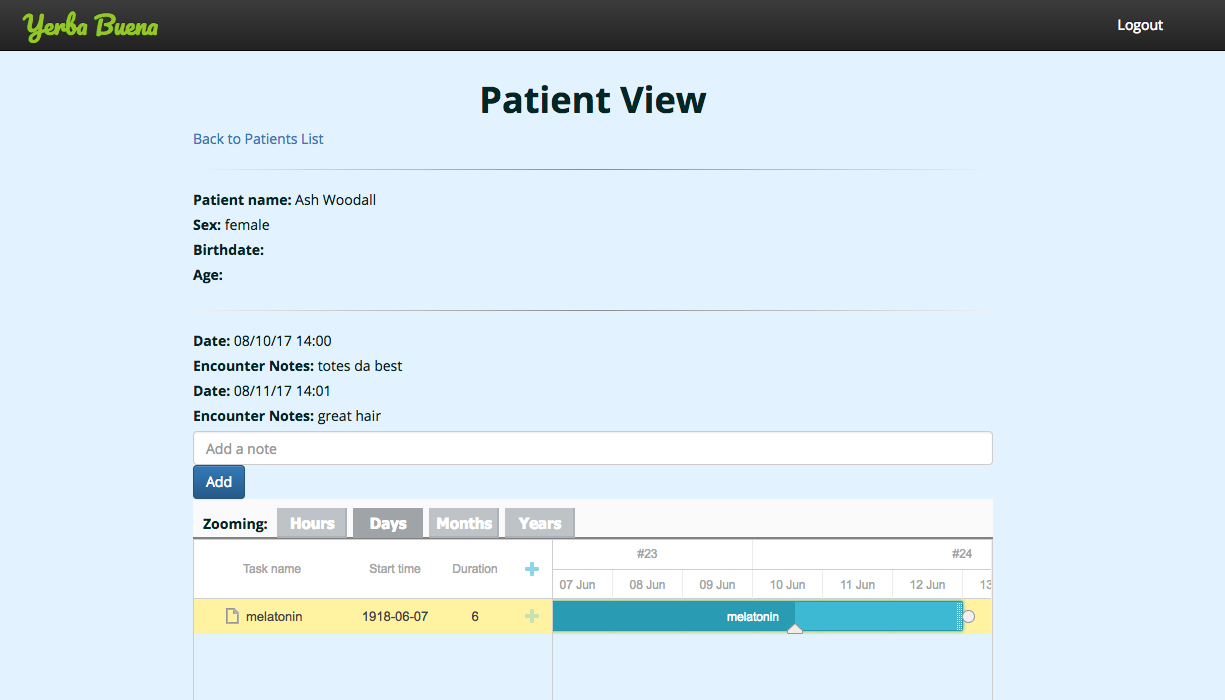 Yerba Buena
Logout
Patient View
Back to Patients List
Patient name: Ash Woodall
Sex: female
Birthdate:
Age:
Date: 08/10/17 14:00
Encounter Notes: totes da best
Date: 08/11/17 14:01
Encounter Notes: great hair
Add a note
Add
Zooming: Hours Days Months Years
#23 #24
Task name Start time Duration
07 Jun 08 Jun 09 Jun 10 Jun 11 Jun 12 Jun 13
melatonin 1918-06-07 6 melatonin